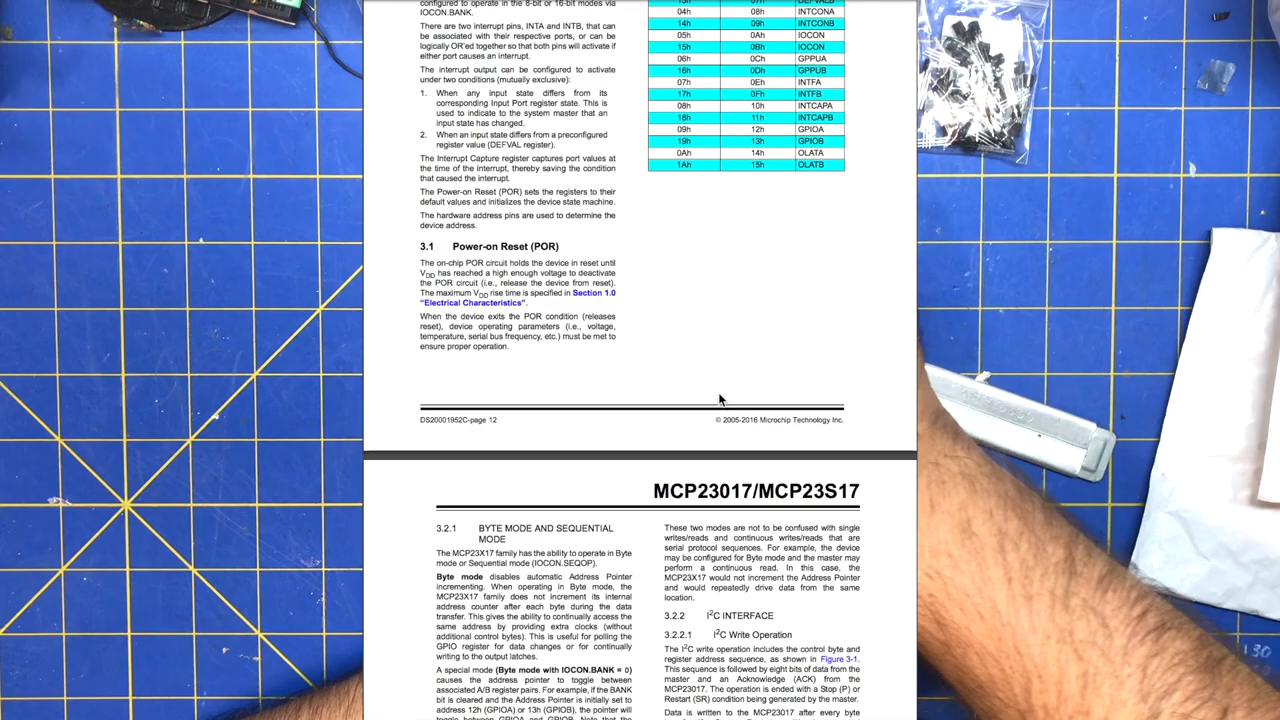 configured to operate in the 8-bit or 16-bit modes via
IOCON.BANK.
There are two interrupt pins, INTA and INTB, that can
be associated with their respective ports, or can be
logically OR'ed together so that both pins will activate if
either port causes an interrupt.
The interrupt output can be configured to activate
under two conditions (mutually exclusive):
1. When any input state differs from its
corresponding Input Port register state. This is
used to indicate to the system master that an
input state has changed.
2. When an input state differs from a preconfigured
register value (DEFVAL register).
The Interrupt Capture register captures port values at
the time of the interrupt, thereby saving the condition
that caused the interrupt.
The Power-on Reset (POR) sets the registers to their
default values and initializes the device state machine.
The hardware address pins are used to determine the
device address.
3.1 Power-on Reset (POR)
The on-chip POR circuit holds the device in reset until
VDD has reached a high enough voltage to deactivate
the POR circuit (i.e., release the device from reset).
The maximum VDD rise time is specified in Section 1.0
"Electrical Characteristics".
When the device exits the POR condition (releases
reset), device operating parameters (i.e., voltage,
temperature, serial bus frequency, etc.) must be met to
ensure proper operation.
04h 08h INTCONA
14h 09h INTCONB
05h 0Ah IOCON
15h 0Bh IOCON
06h 0Ch GPPUA
16h 0Dh GPPUB
07h 0Eh INTFA
17h 0Fh INTFB
08h 10h INTCAPA
18h 11h INTCAPB
09h 12h GPIOA
19h 13h GPIOB
0Ah 14h OLATA
1Ah 15h OLATB
DS20001952C-page 12 © 2005-2016 Microchip Technology Inc.
MCP23017/MCP23S17
3.2.1 BYTE MODE AND SEQUENTIAL
MODE
The MCP23X17 family has the ability to operate in Byte
mode or Sequential mode (IOCON.SEQOP).
Byte mode disables automatic Address Pointer
incrementing. When operating in Byte mode, the
MCP23X17 family does not increment its internal
address counter after each byte during the data
transfer. This gives the ability to continually access the
same address by providing extra clocks (without
additional control bytes). This is useful for polling the
GPIO register for data changes or for continually
writing to the output latches.
A special mode (Byte mode with IOCON.BANK = 0)
causes the address pointer to toggle between
associated A/B register pairs. For example, if the BANK
bit is cleared and the Address Pointer is initially set to
address 12h (GPIOA) or 13h (GPIOB), the pointer will
toggle between GPIOA and GPIOB. Note that the
These two modes are not to be confused with single
writes/reads and continuous writes/reads that are
serial protocol sequences. For example, the device
may be configured for Byte mode and the master may
perform a continuous read. In this case, the
MCP23X17 would not increment the Address Pointer
and would repeatedly drive data from the same
location.
3.2.2 I²C INTERFACE
3.2.2.1 I²C Write Operation
The I²C write operation includes the control byte and
register address sequence, as shown in Figure 3-1.
This sequence is followed by eight bits of data from the
master and an Acknowledge (ACK) from the
MCP23017. The operation is ended with a Stop (P) or
Restart (SR) condition being generated by the master.
Data is written to the MCP23017 after every byte